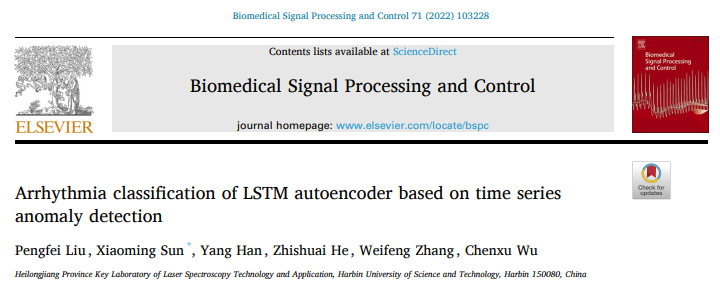 Biomedical Signal Processing and Control 71 (2022) 103228
ELSEVIER
Contents lists available at ScienceDirect
Biomedical Signal Processing and Control
journal homepage: www.elsevier.com/locate/bspc
Biomedical
Signal Processing
and Control
Check for
updates
Arrhythmia classification of LSTM autoencoder based on time series
anomaly detection
Pengfei Liu, Xiaoming Sun *, Yang Han, Zhishuai He, Weifeng Zhang, Chenxu Wu
Heilongjiang Province Key Laboratory of Laser Spectroscopy Technology and Application, Harbin University of Science and Technology, Harbin 150080, China